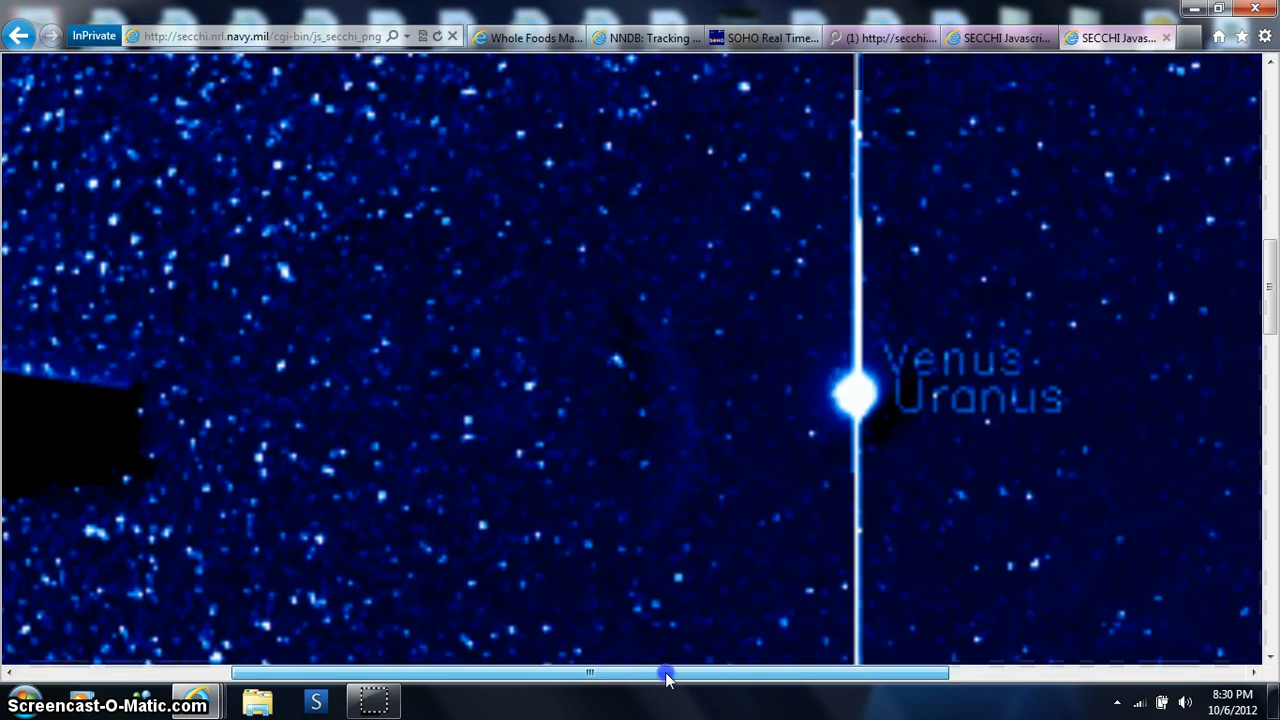 InPrivate
http://secchi.nrl.navy.mil/cgi-bin/js_secchi_png
Whole Foods Ma...
NNDB: Tracking ...
SOHO Real Time...
(1) http://secchi....
SECCHI Javascri...
SECCHI Javas...
Venus
Uranus
8:30 PM
10/6/2012
S
Screencast-O-Matic.com